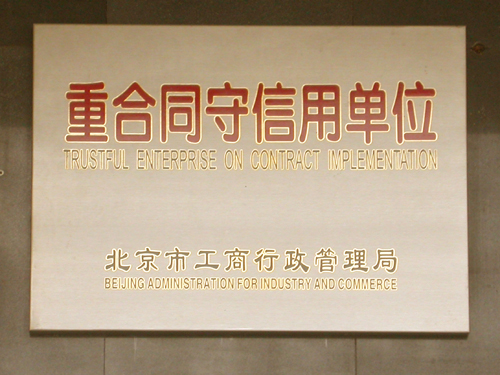 重合同守信用单位
TRUSTFUL ENTERPRISE ON CONTRACT IMPLEMENTATION
北京市工商行政管理局
BEIJING ADMINISTRATION FOR INDUSTRY AND COMMERCE